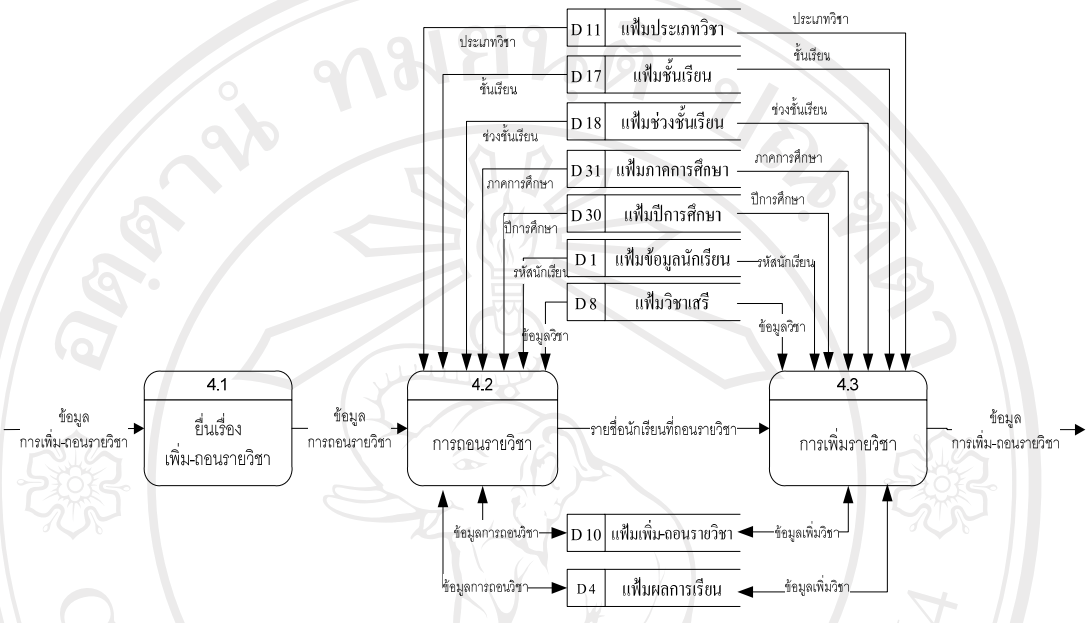 D 11 แฟ้มประเภทวิชา
ประเภทวิชา
ประเภทวิชา
D 17 แฟ้มชั้นเรียน
ชั้นเรียน
ชั้นเรียน
D 18 แฟ้มช่วงชั้นเรียน
ช่วงชั้นเรียน
ช่วงชั้นเรียน
D 31 แฟ้มภาคการศึกษา
ภาคการศึกษา
ภาคการศึกษา
D 30 แฟ้มปีการศึกษา
ปีการศึกษา
ปีการศึกษา
D 1 แฟ้มข้อมูลนักเรียน
รหัสนักเรียน
รหัสนักเรียน
D 8 แฟ้มวิชาเสรี
ข้อมูลวิชา
ข้อมูลวิชา
ข้อมูล
การเพิ่ม-ถอนรายวิชา
4.1
ยื่นเรื่อง
เพิ่ม-ถอนรายวิชา
ข้อมูล
การถอนรายวิชา
4.2
การถอนรายวิชา
รายชื่อนักเรียนที่ถอนรายวิชา
4.3
การเพิ่มรายวิชา
ข้อมูล
การเพิ่ม-ถอนรายวิชา
ข้อมูลการถอนวิชา
D 10 แฟ้มเพิ่ม-ถอนรายวิชา
ข้อมูลเพิ่มวิชา
ข้อมูลการถอนวิชา
D 4 แฟ้มผลการเรียน
ข้อมูลเพิ่มวิชา